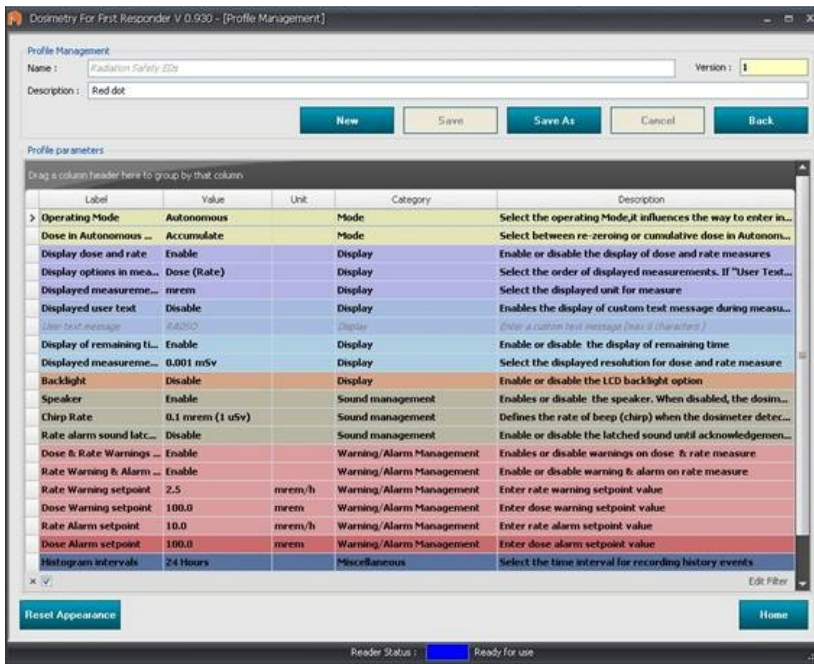 Dosimetry For First Responder V 0.930 - [Profile Management]
Profile Management
Name : Radiation Safety EDs Version : 1
Description : Red dot
New Save Save As Cancel Back
Profile parameters
Drag a column header here to group by that column
Label Value Unit Category Description
> Operating Mode Autonomous Mode Select the operating Mode,it influences the way to enter in...
Dose in Autonomous ... Accumulate Mode Select between re-zeroing or cumulative dose in Autonom...
Display dose and rate Enable Display Enable or disable the display of dose and rate measures
Display options in mea... Dose (Rate) Display Select the order of displayed measurements. If "User Text...
Displayed measureme... mrem Display Select the displayed unit for measure
Displayed user text Disable Display Enables the display of custom text message during measu...
User text message RADSO Display Enter a custom text message (max 8 characters )
Display of remaining ti... Enable Display Enable or disable the display of remaining time
Displayed measureme... 0.001 mSv Display Select the displayed resolution for dose and rate measure
Backlight Disable Display Enable or disable the LCD backlight option
Speaker Enable Sound management Enables or disable the speaker. When disabled, the dosim...
Chirp Rate 0.1 mrem (1 uSv) Sound management Defines the rate of beep (chirp) when the dosimeter detec...
Rate alarm sound latc... Disable Sound management Enable or disable the latched sound until acknowledgemen...
Dose & Rate Warnings ... Enable Warning/Alarm Management Enables or disable warnings on dose & rate measure
Rate Warning & Alarm ... Enable Warning/Alarm Management Enable or disable warning & alarm on rate measure
Rate Warning setpoint 2.5 mrem/h Warning/Alarm Management Enter rate warning setpoint value
Dose Warning setpoint 100.0 mrem Warning/Alarm Management Enter dose warning setpoint value
Rate Alarm setpoint 10.0 mrem/h Warning/Alarm Management Enter rate alarm setpoint value
Dose Alarm setpoint 100.0 mrem Warning/Alarm Management Enter dose alarm setpoint value
Histogram intervals 24 Hours Miscellaneous Select the time interval for recording history events
Edit Filter
Reset Appearance Home
Reader Status : Ready for use